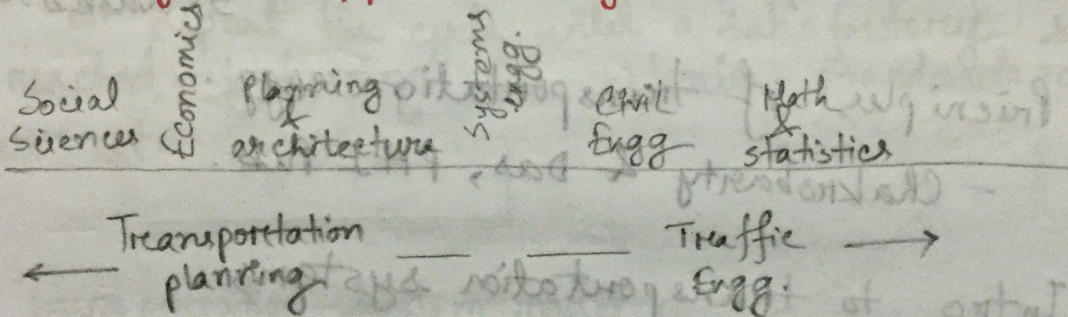 Social Sciences
Economics
Planning & architecture
Systems engg.
Civil Engg
Math & statistics
Transportation planning
Traffic Engg.